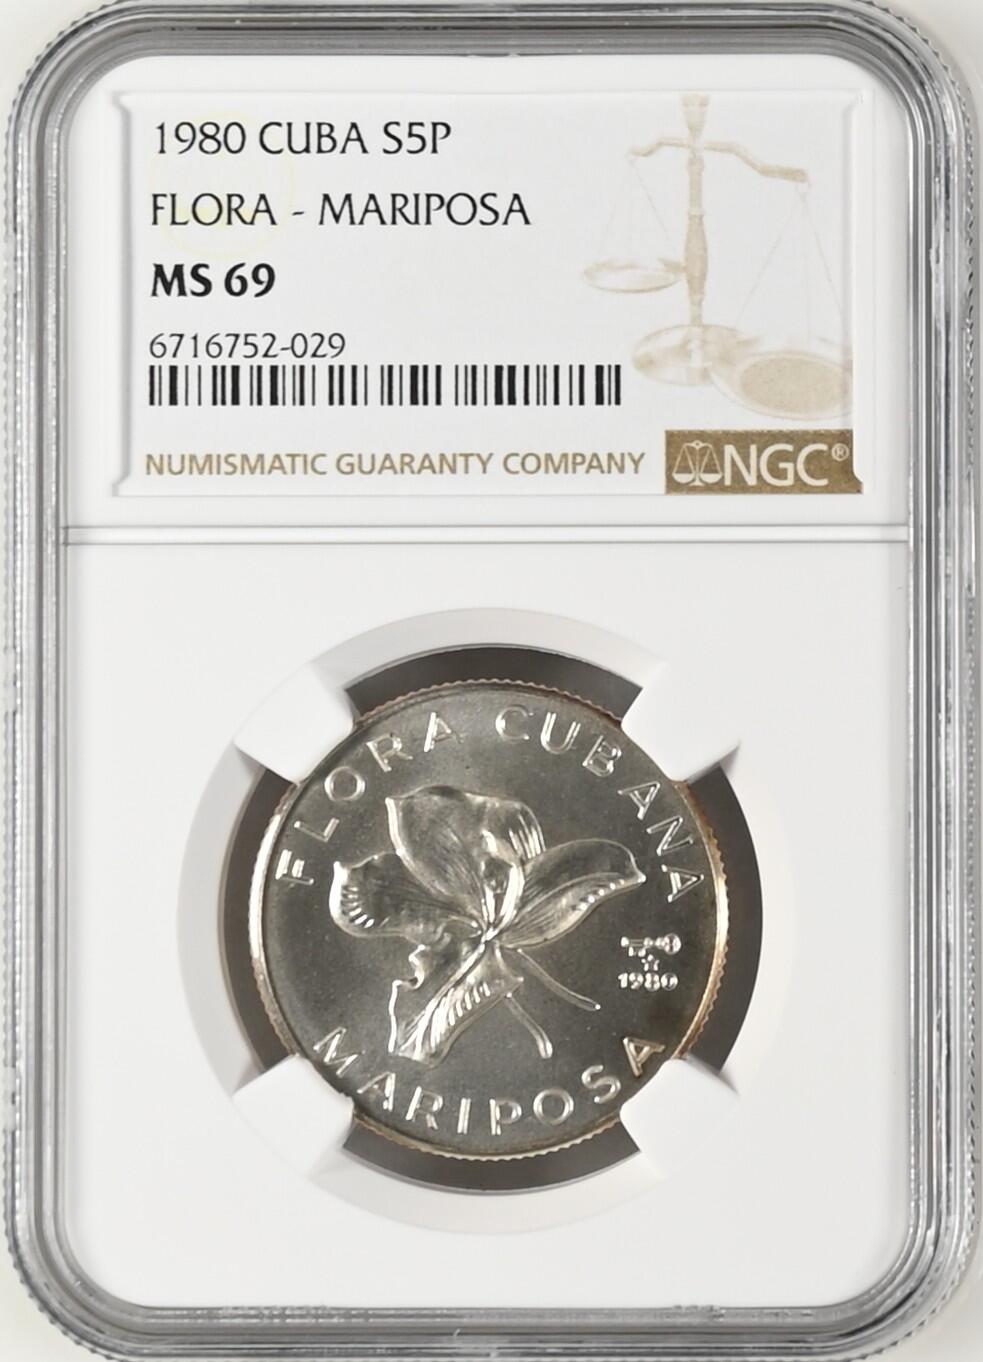 1980 CUBA S5P
FLORA - MARIPOSA
MS 69
6716752-029
NUMISMATIC GUARANTY COMPANY
NGC®
FLORA CUBANA
1980
MARIPOSA